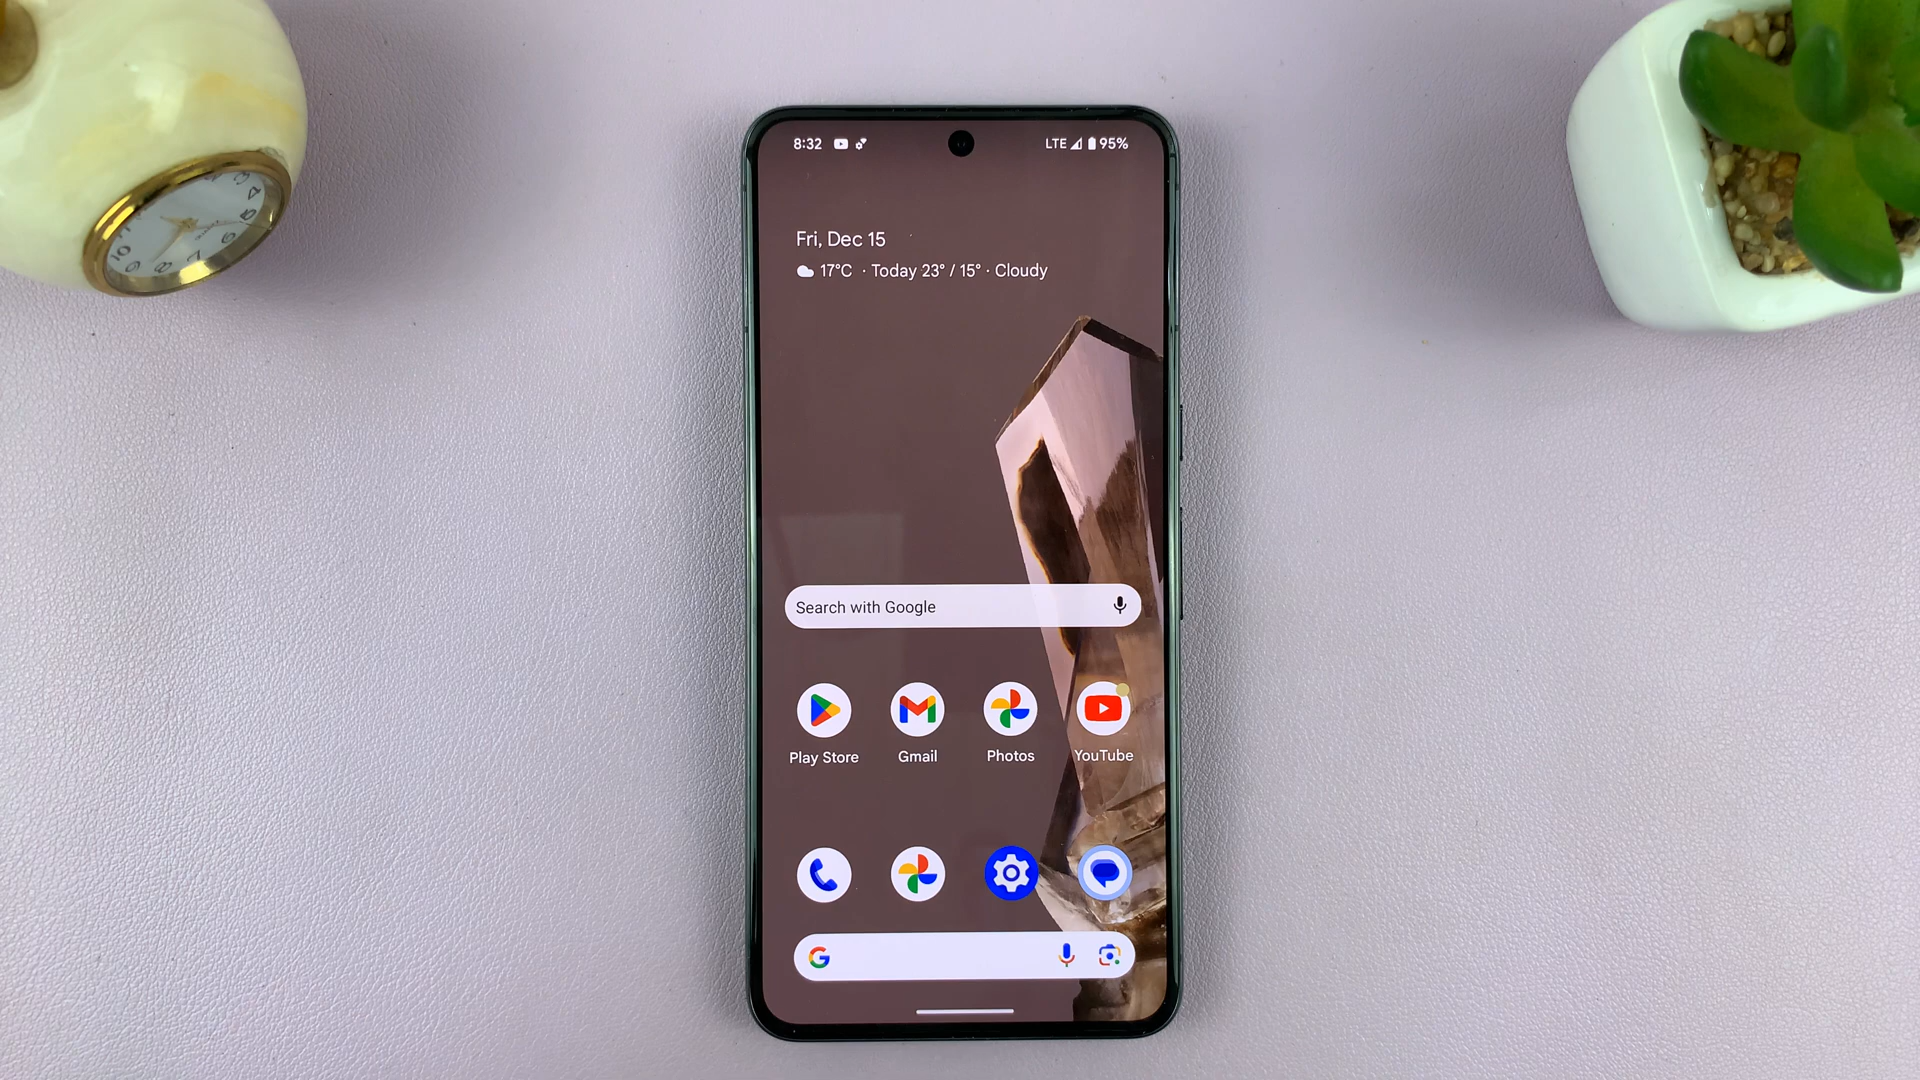 8:32 LTE 95%
Fri, Dec 15
17°C · Today 23° / 15° · Cloudy
Search with Google
Play Store Gmail Photos YouTube